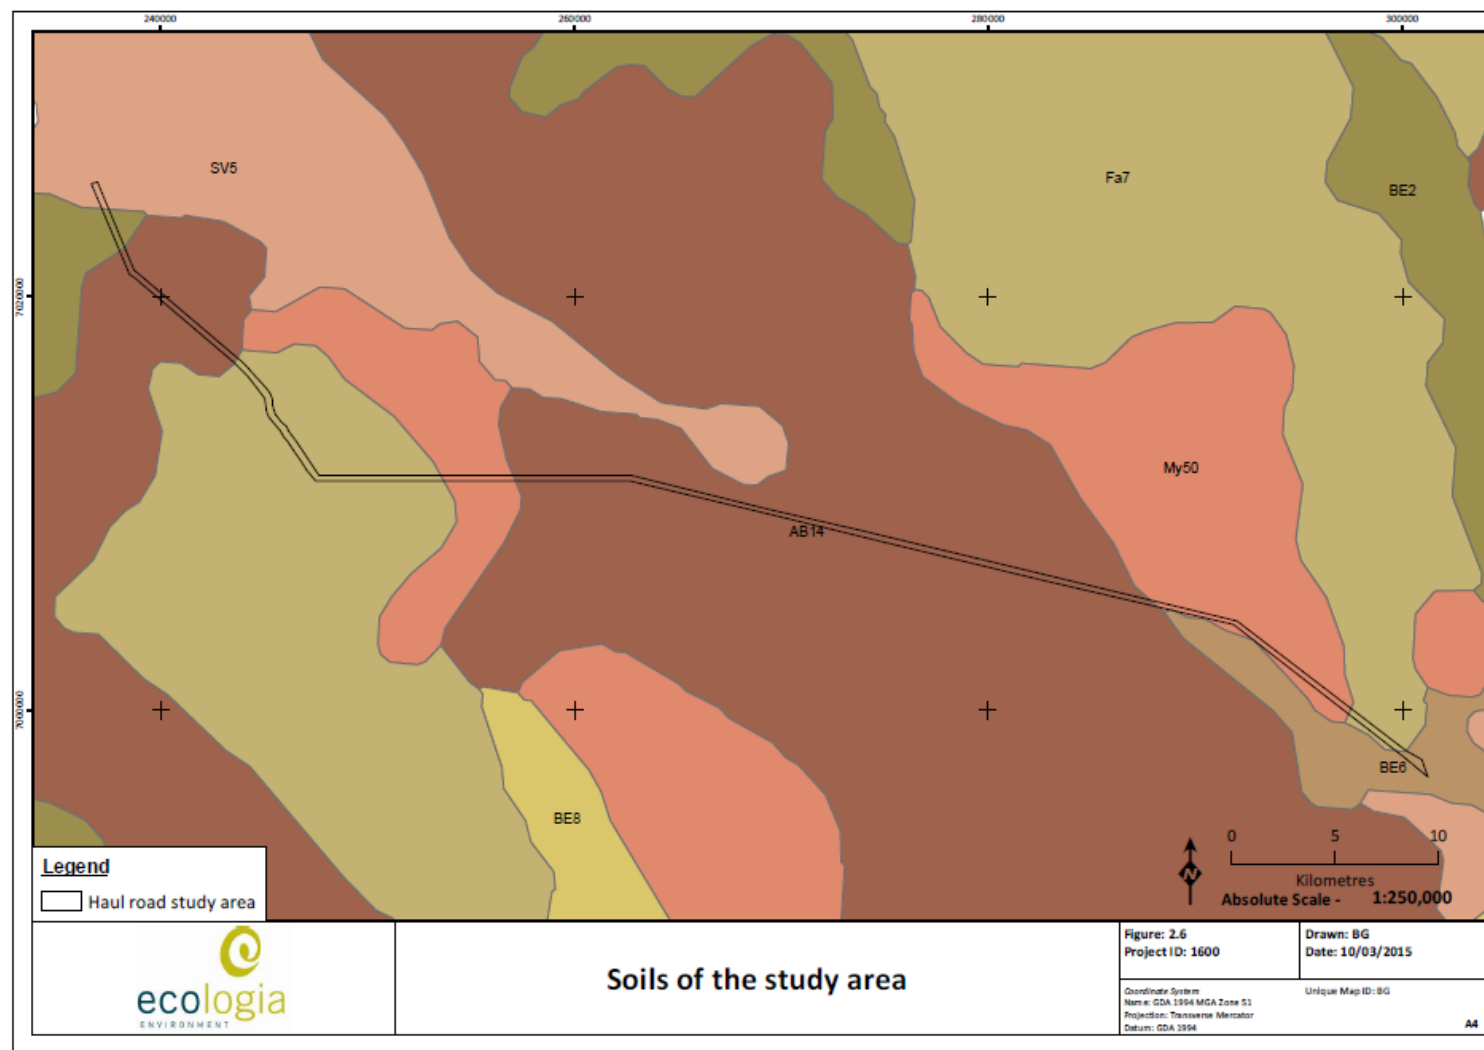 240000
260000
280000
300000
SV5
Fa7
BE2
7020000
My50
AB14
7000000
BE6
BE8
0 5 10
Kilometres
Absolute Scale - 1:250,000
N
Legend
Haul road study area
ecologia
ENVIRONMENT
Soils of the study area
Figure: 2.6
Project ID: 1600
Drawn: BG
Date: 10/03/2015
Coordinate System
Name: GDA 1994 MGA Zone 51
Projection: Transverse Mercator
Datum: GDA 1994
Unique Map ID: BG
A4